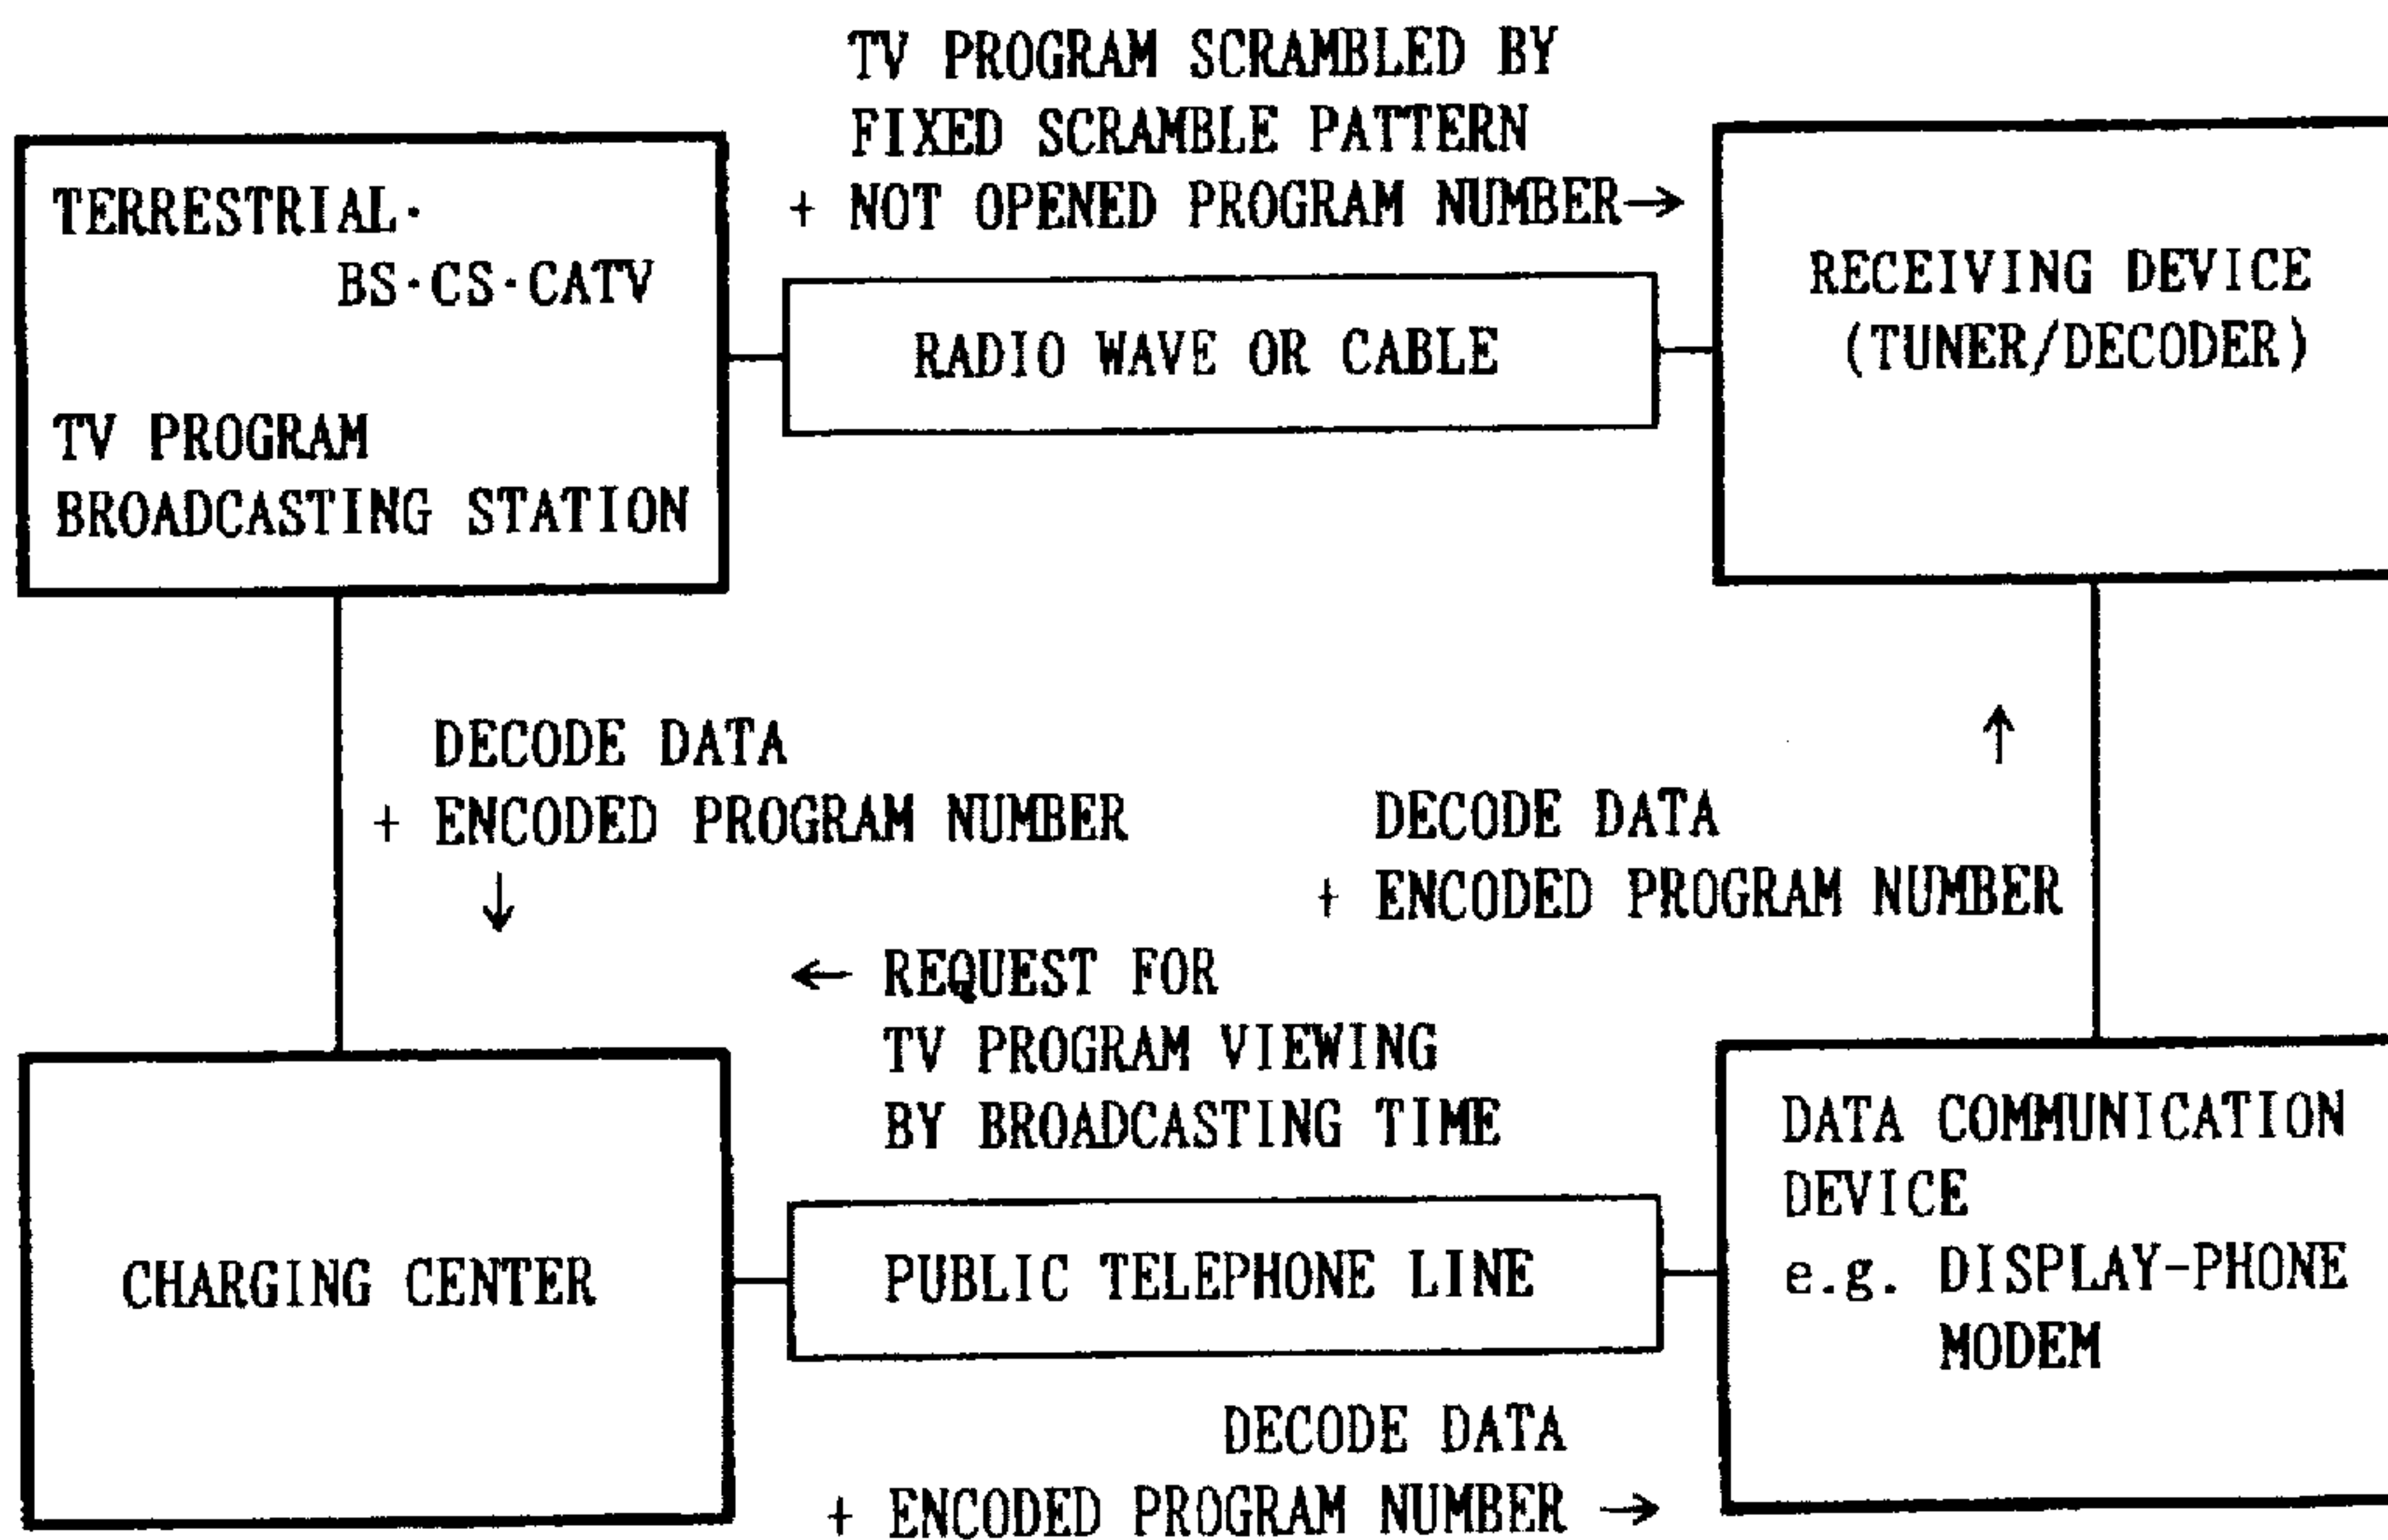 TV PROGRAM SCRAMBLED BY
FIXED SCRAMBLE PATTERN
+ NOT OPENED PROGRAM NUMBER→
TERRESTRIAL·
BS·CS·CATV
TV PROGRAM
BROADCASTING STATION
RADIO WAVE OR CABLE
RECEIVING DEVICE
(TUNER/DECODER)
DECODE DATA
+ ENCODED PROGRAM NUMBER
↓
↑
DECODE DATA
+ ENCODED PROGRAM NUMBER
← REQUEST FOR
TV PROGRAM VIEWING
BY BROADCASTING TIME
CHARGING CENTER
PUBLIC TELEPHONE LINE
DATA COMMUNICATION
DEVICE
e.g. DISPLAY-PHONE
MODEM
DECODE DATA
+ ENCODED PROGRAM NUMBER →